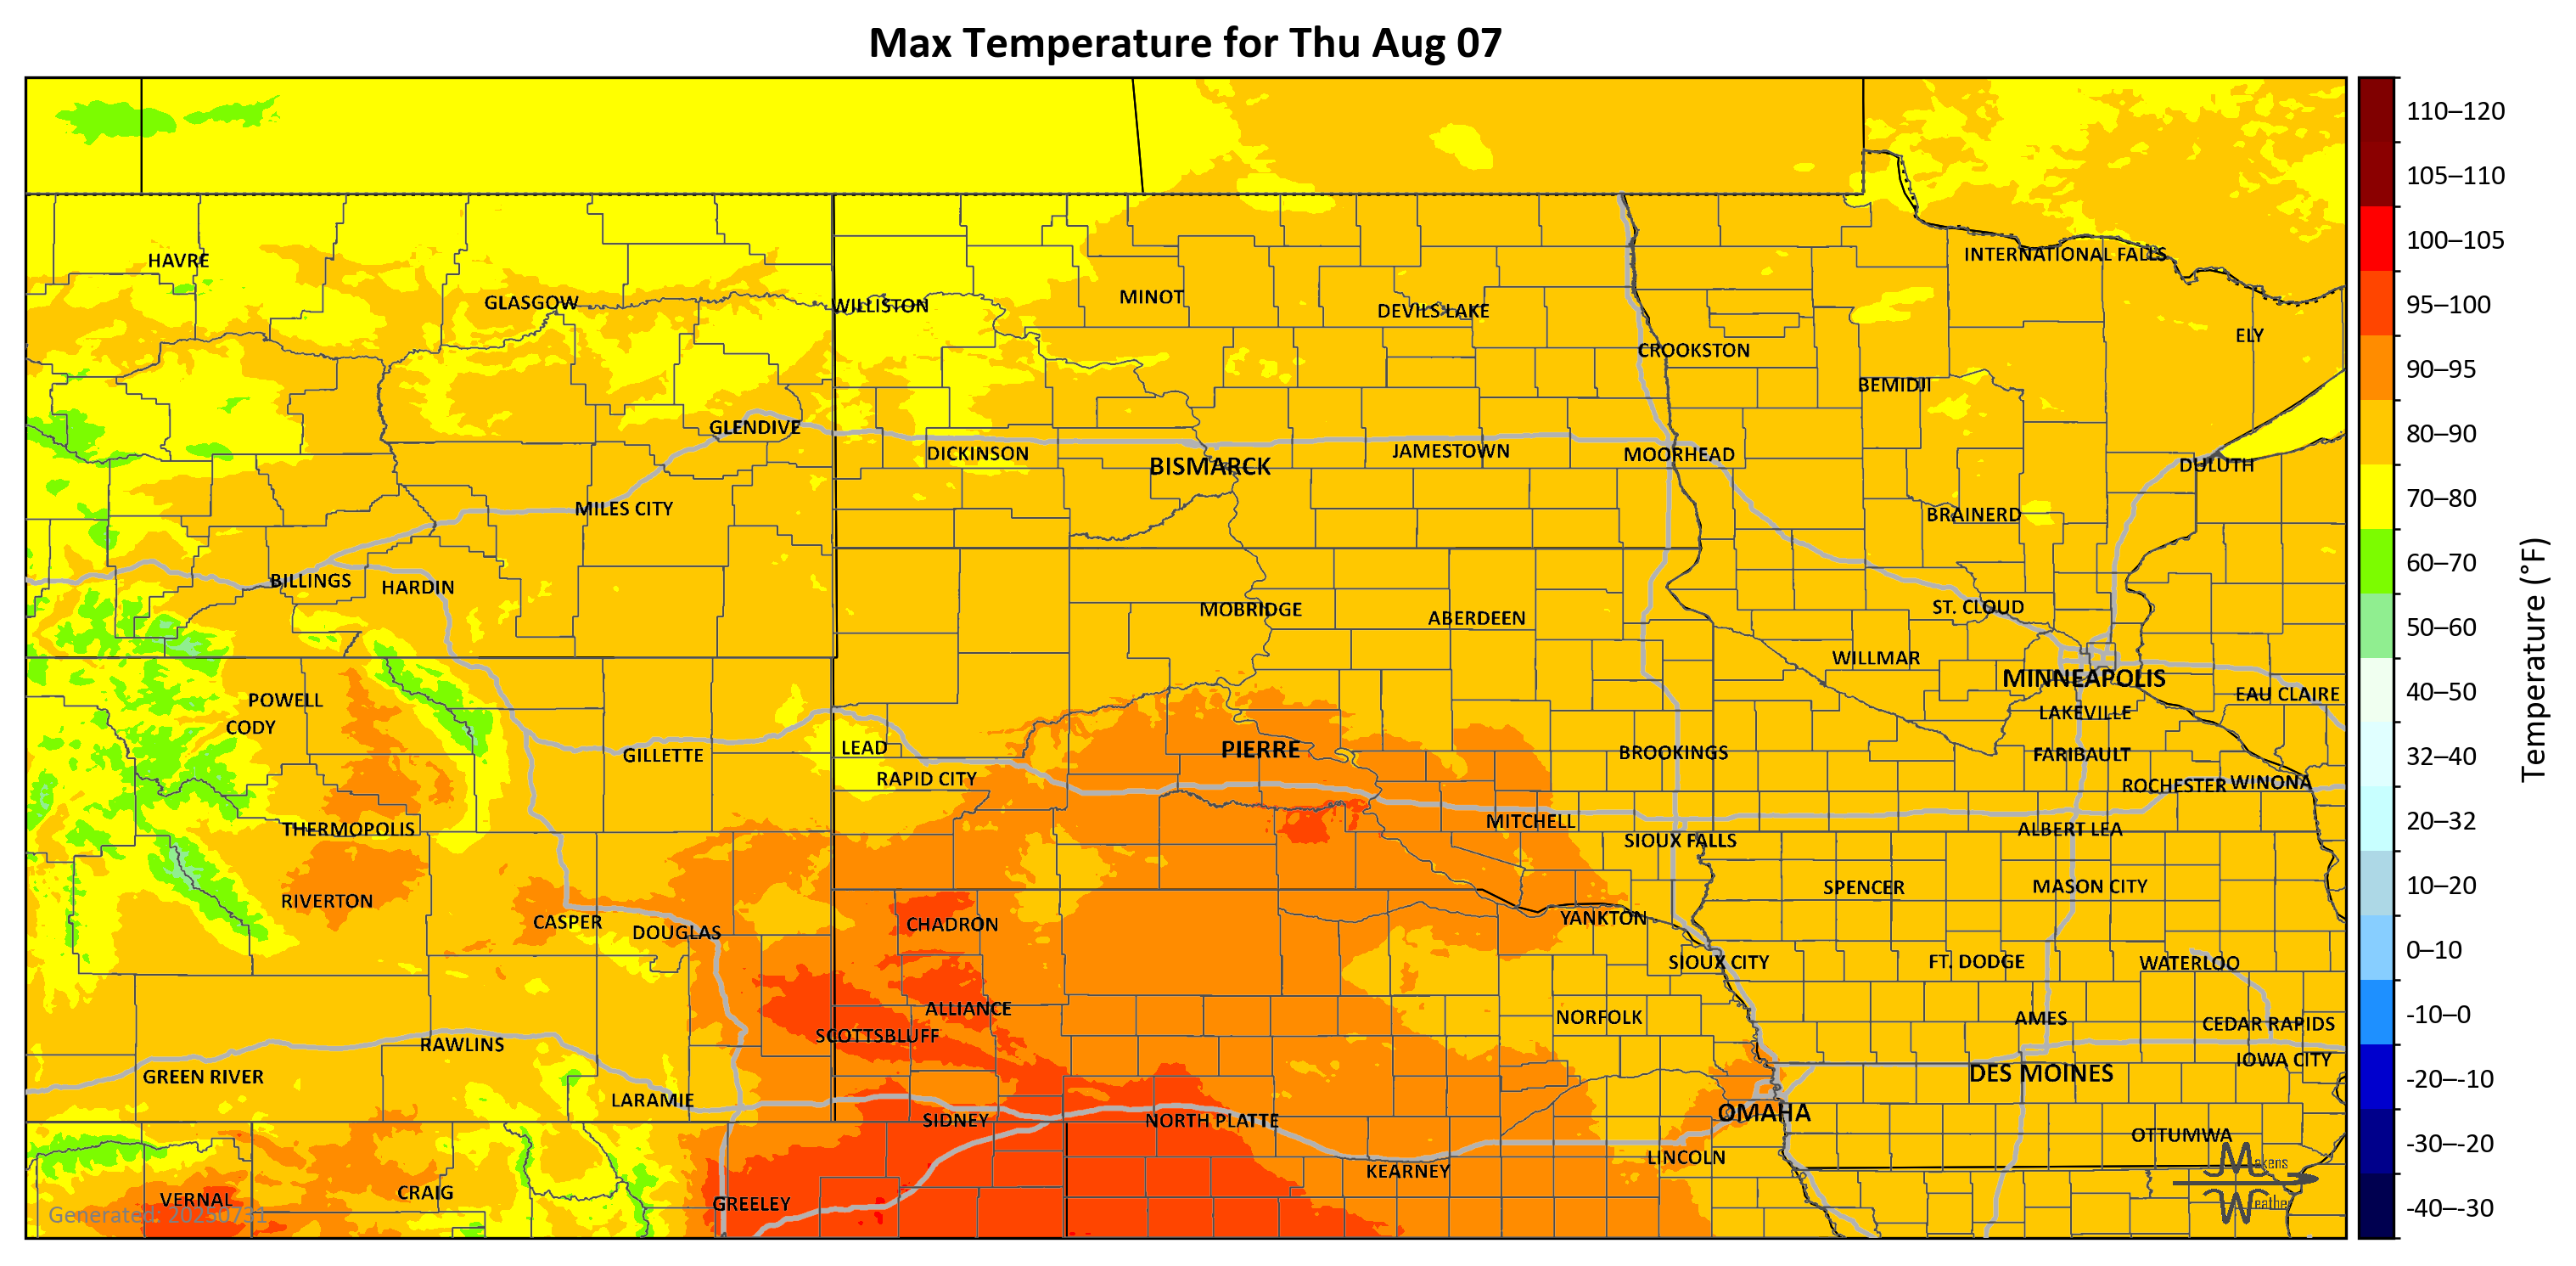 Max Temperature for Thu Aug 07
110–120
105–110
100–105
95–100
90–95
80–90
70–80
60–70
50–60
40–50
32–40
20–32
10–20
0–10
-10–0
-20–-10
-30–-20
-40–-30
Temperature (°F)
INTERNATIONAL FALLS
HAVRE
GLASGOW
WILLISTON
MINOT
DEVILS LAKE
ELY
CROOKSTON
BEMIDJI
GLENDIVE
DICKINSON
BISMARCK
JAMESTOWN
MOORHEAD
DULUTH
MILES CITY
BRAINERD
BILLINGS
HARDIN
MOBRIDGE
ABERDEEN
ST. CLOUD
WILLMAR
MINNEAPOLIS
EAU CLAIRE
POWELL
CODY
LAKEVILLE
GILLETTE
LEAD
PIERRE
BROOKINGS
FARIBAULT
RAPID CITY
ROCHESTER
WINONA
THERMOPOLIS
MITCHELL
SIOUX FALLS
ALBERT LEA
RIVERTON
SPENCER
MASON CITY
CASPER
DOUGLAS
CHADRON
YANKTON
SIOUX CITY
FT. DODGE
WATERLOO
ALLIANCE
SCOTTSBLUFF
NORFOLK
AMES
CEDAR RAPIDS
RAWLINS
IOWA CITY
GREEN RIVER
DES MOINES
LARAMIE
SIDNEY
NORTH PLATTE
OMAHA
OTTUMWA
KEARNEY
LINCOLN
VERNAL
CRAIG
GREELEY
Generated: 20250731
Makens
Weather